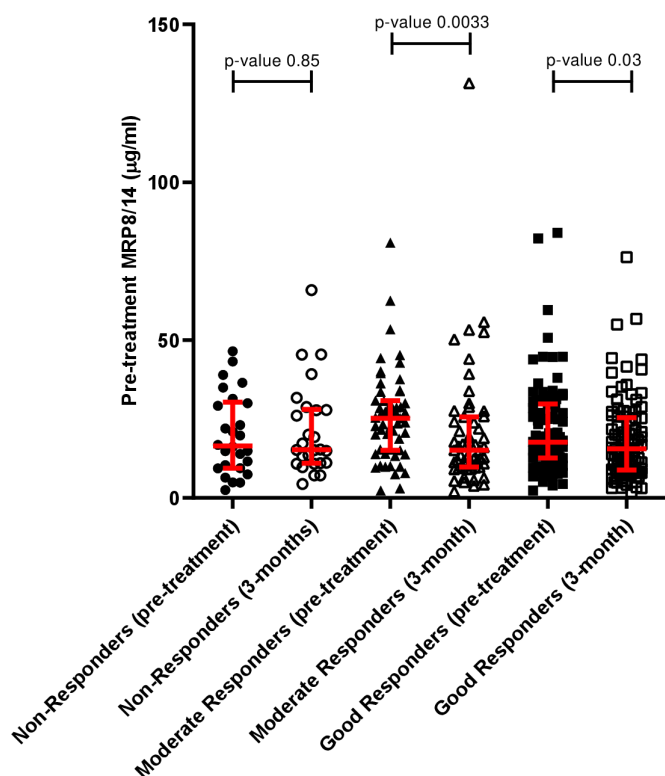 150
100
50
0
Pre-treatment MRP8/14 (µg/ml)
p-value 0.85
p-value 0.0033
p-value 0.03
Non-Responders (pre-treatment)
Non-Responders (3-months)
Moderate Responders (pre-treatment)
Moderate Responders (3-month)
Good Responders (pre-treatment)
Good Responders (3-month)